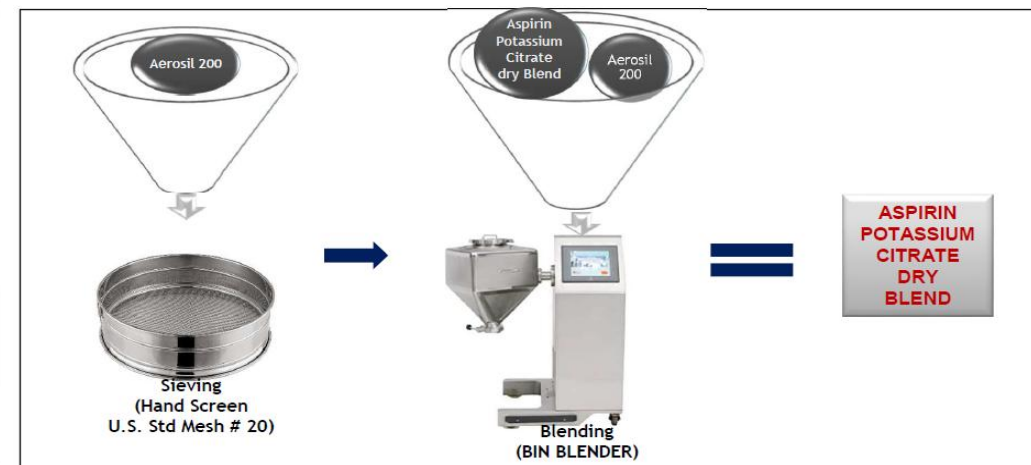 Aerosil 200
Aspirin
Potassium
Citrate
dry Blend
Aerosil
200
Sieving
(Hand Screen
U.S. Std Mesh # 20)
Blending
(BIN BLENDER)
ASPIRIN
POTASSIUM
CITRATE
DRY
BLEND